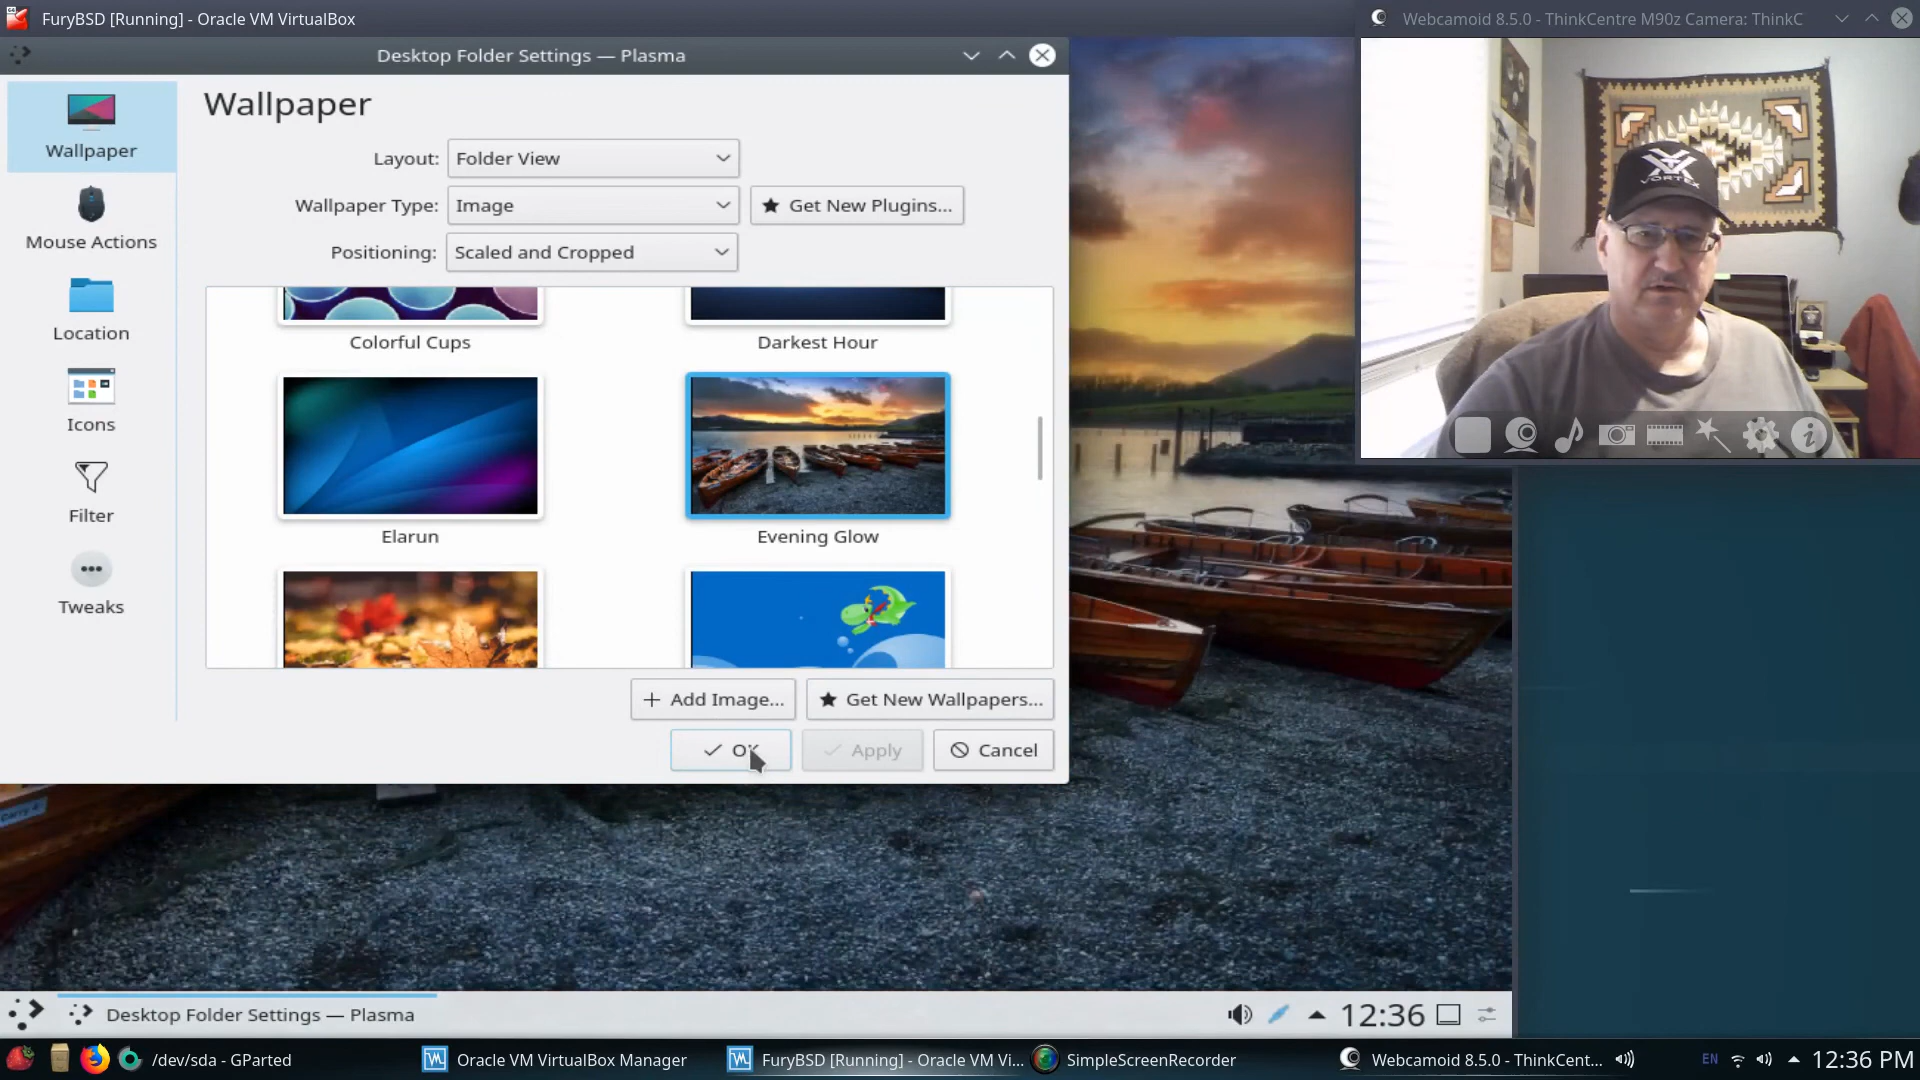 FuryBSD [Running] - Oracle VM VirtualBox
Webcamoid 8.5.0 - ThinkCentre M90z Camera: ThinkC
Desktop Folder Settings — Plasma
Wallpaper
Mouse Actions
Location
Icons
Filter
Tweaks
Wallpaper
Layout: Folder View
Wallpaper Type: Image
Get New Plugins...
Positioning: Scaled and Cropped
Colorful Cups
Darkest Hour
Elarun
Evening Glow
Add Image...
Get New Wallpapers...
OK
Apply
Cancel
VORTEX
Desktop Folder Settings — Plasma
12:36
/dev/sda - GParted
Oracle VM VirtualBox Manager
FuryBSD [Running] - Oracle VM Vi...
SimpleScreenRecorder
Webcamoid 8.5.0 - ThinkCent...
EN
12:36 PM